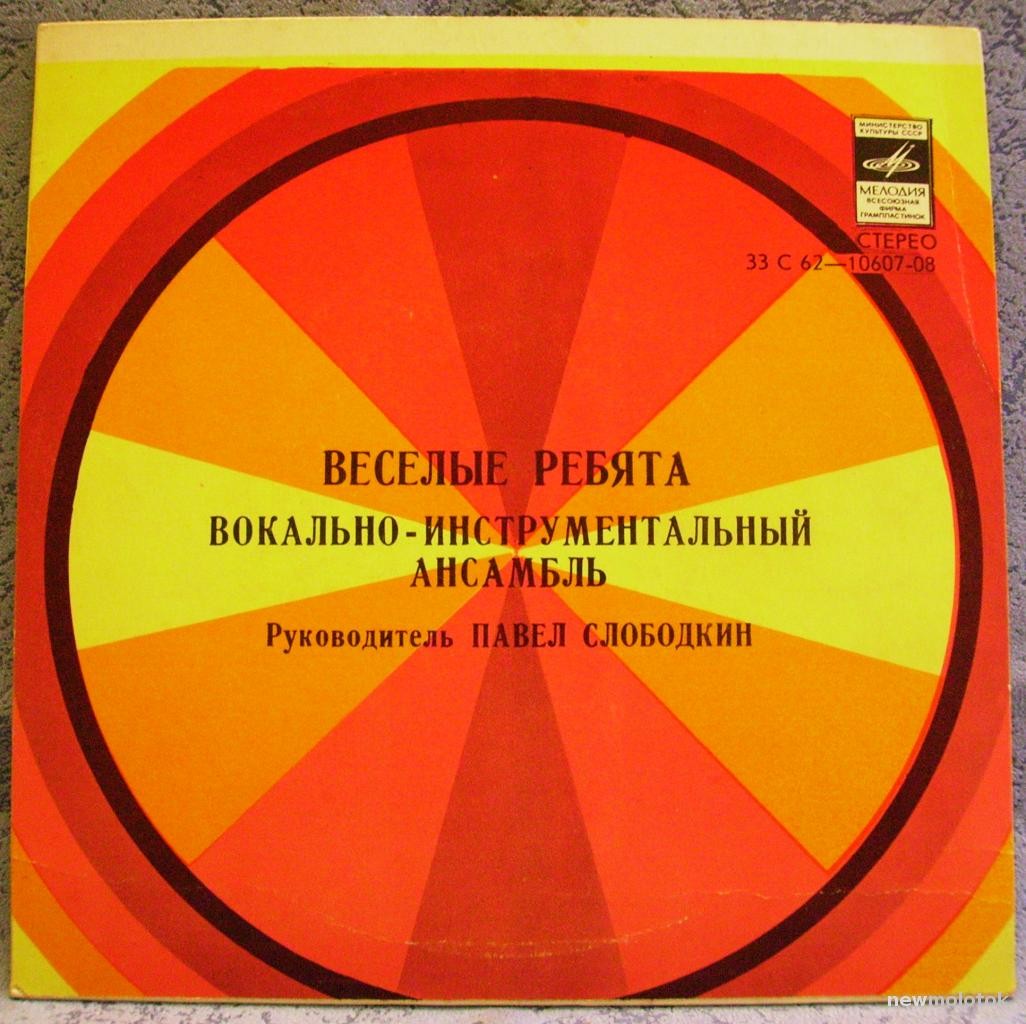 МИНИСТЕРСТВО
КУЛЬТУРЫ СССР
МЕЛОДИЯ
ВСЕСОЮЗНАЯ
ФИРМА
ГРАМПЛАСТИНОК
СТЕРЕО
33 С 62—10607-08
ВЕСЕЛЫЕ РЕБЯТА
ВОКАЛЬНО-ИНСТРУМЕНТАЛЬНЫЙ
АНСАМБЛЬ
Руководитель ПАВЕЛ СЛОБОДКИН
newmolotok